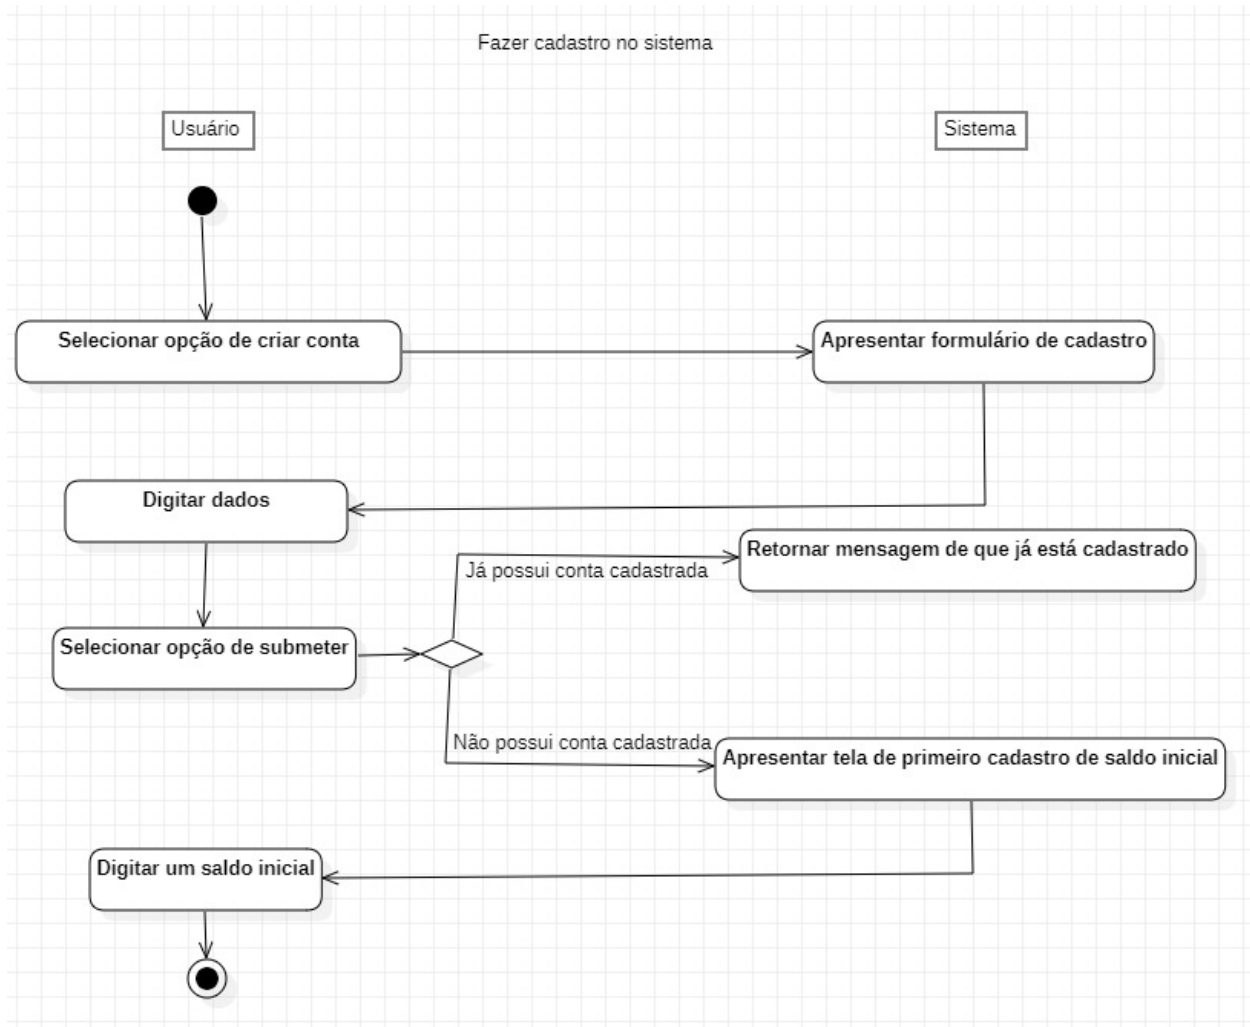 Fazer cadastro no sistema
Usuário
Sistema
Selecionar opção de criar conta
Apresentar formulário de cadastro
Digitar dados
Retornar mensagem de que já está cadastrado
Já possui conta cadastrada
Selecionar opção de submeter
Não possui conta cadastrada
Apresentar tela de primeiro cadastro de saldo inicial
Digitar um saldo inicial